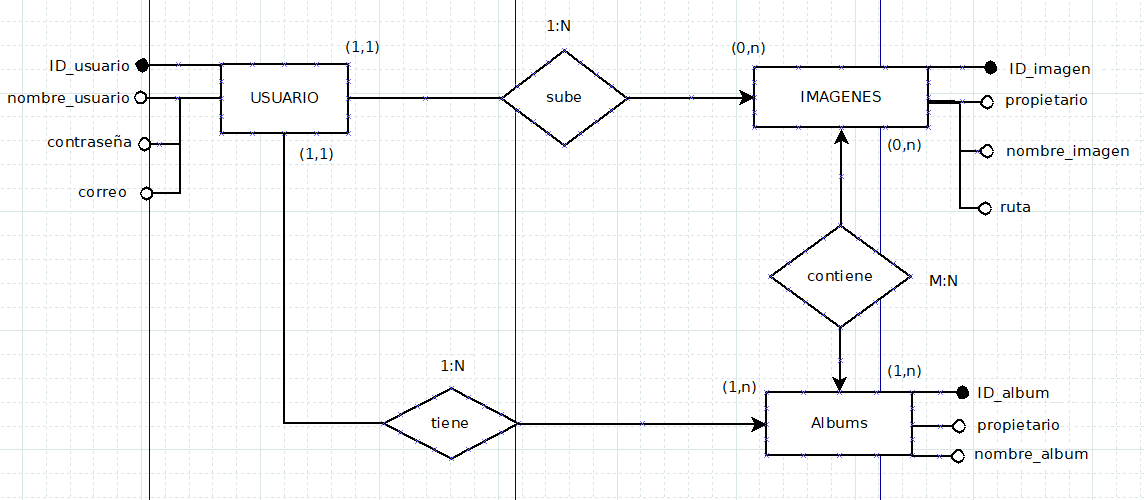 1:N
(1,1)
(0,n)
ID_usuario
ID_imagen
nombre_usuario
USUARIO
sube
IMAGENES
propietario
contraseña
(1,1)
(0,n)
nombre_imagen
correo
ruta
contiene
M:N
1:N
(1,n)
(1,n)
ID_album
tiene
Albums
propietario
nombre_album